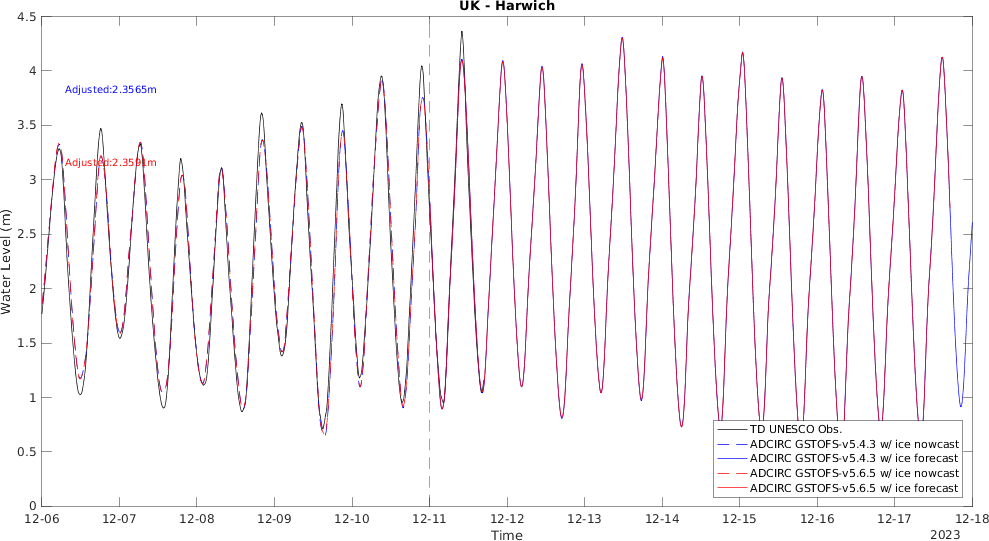 UK - Harwich
4.5
4
3.5
3
2.5
2
1.5
1
0.5
0
Water Level (m)
Adjusted:2.3565m
Adjusted:2.3591m
TD UNESCO Obs.
ADCIRC GSTOFS-v5.4.3 w/ ice nowcast
ADCIRC GSTOFS-v5.4.3 w/ ice forecast
ADCIRC GSTOFS-v5.6.5 w/ ice nowcast
ADCIRC GSTOFS-v5.6.5 w/ ice forecast
12-06 12-07 12-08 12-09 12-10 12-11 12-12 12-13 12-14 12-15 12-16 12-17 12-18
Time
2023